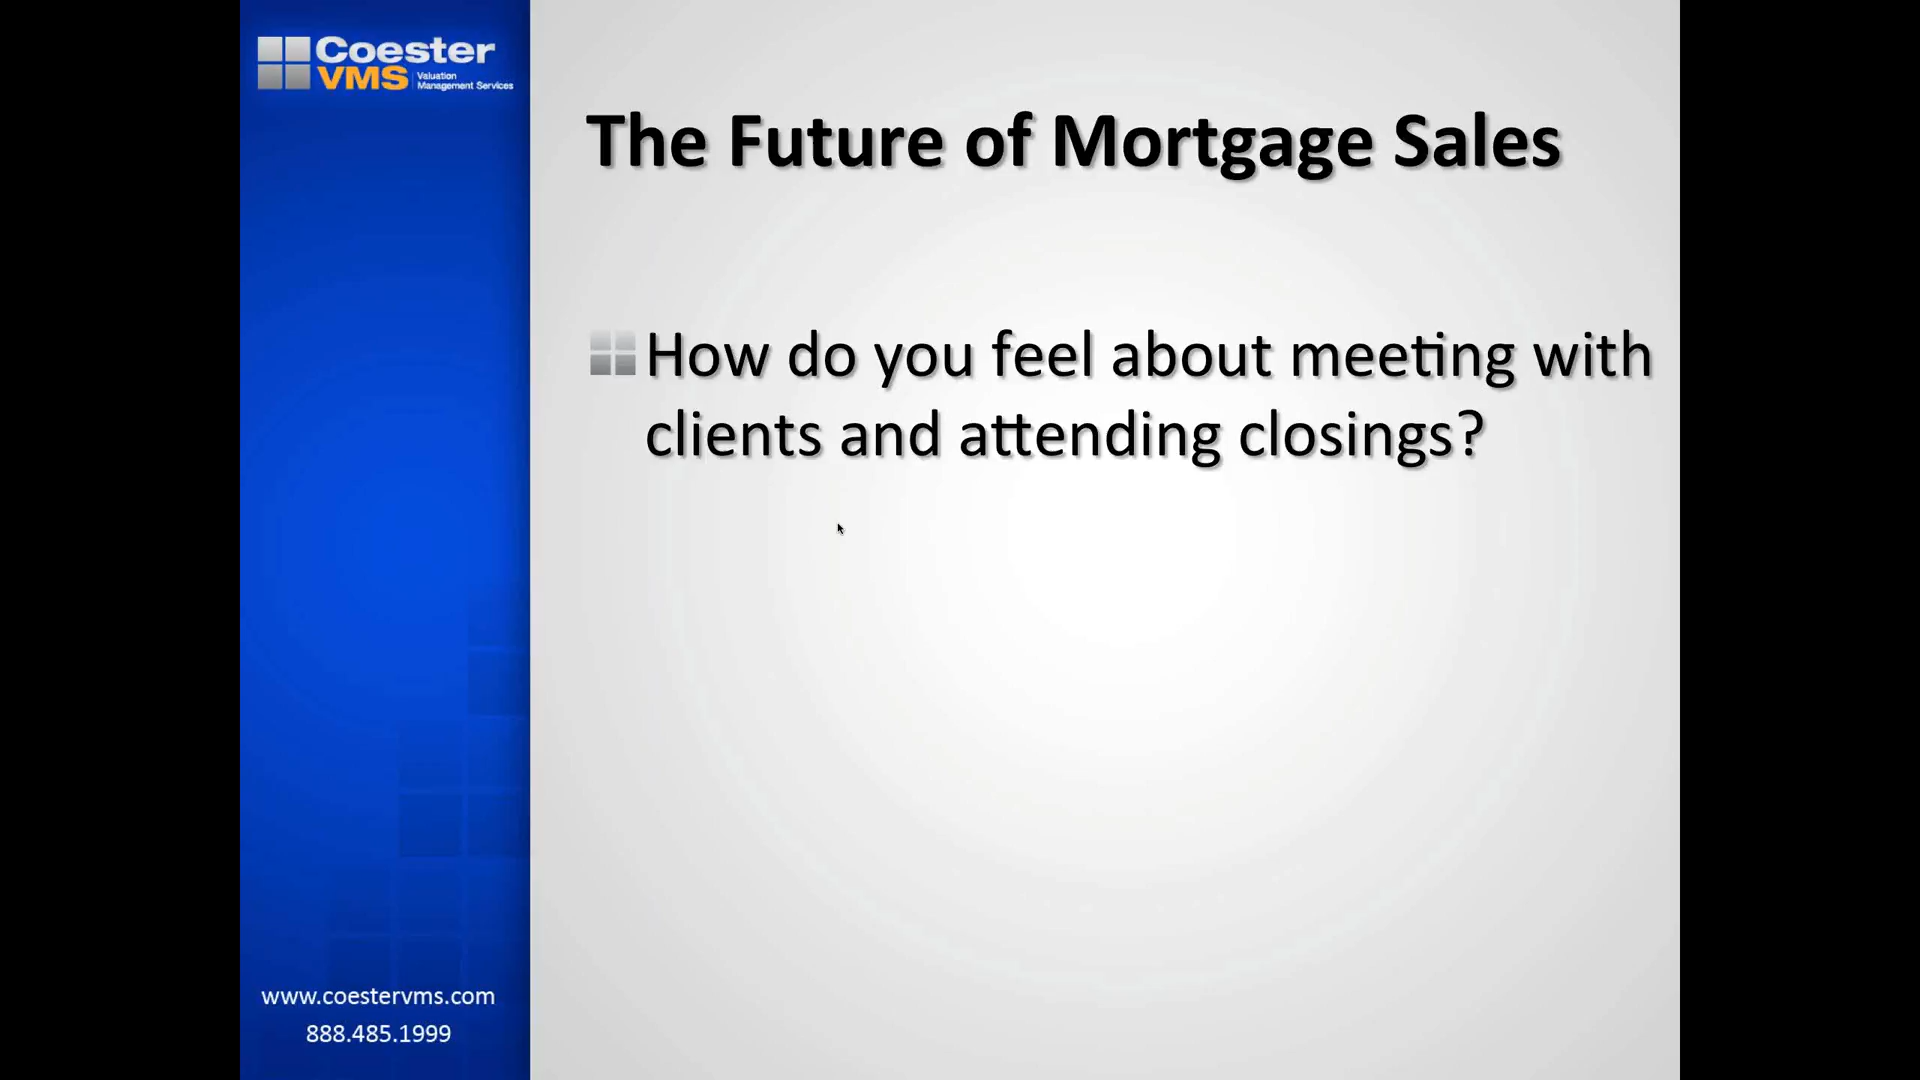 Coester
VMS Valuation
Management Services
The Future of Mortgage Sales
How do you feel about meeting with
clients and attending closings?
www.coestervms.com
888.485.1999